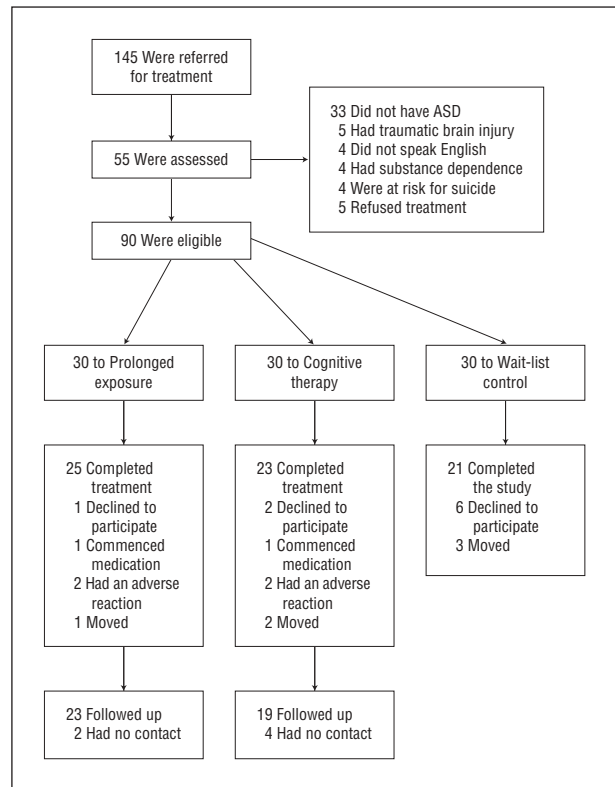 145 Were referred
for treatment
33 Did not have ASD
5 Had traumatic brain injury
4 Did not speak English
4 Had substance dependence
4 Were at risk for suicide
5 Refused treatment
55 Were assessed
90 Were eligible
30 to Prolonged
exposure
30 to Cognitive
therapy
30 to Wait-list
control
25 Completed
treatment
1 Declined to
participate
1 Commenced
medication
2 Had an adverse
reaction
1 Moved
23 Completed
treatment
2 Declined to
participate
1 Commenced
medication
2 Had an adverse
reaction
2 Moved
21 Completed
the study
6 Declined to
participate
3 Moved
23 Followed up
2 Had no contact
19 Followed up
4 Had no contact